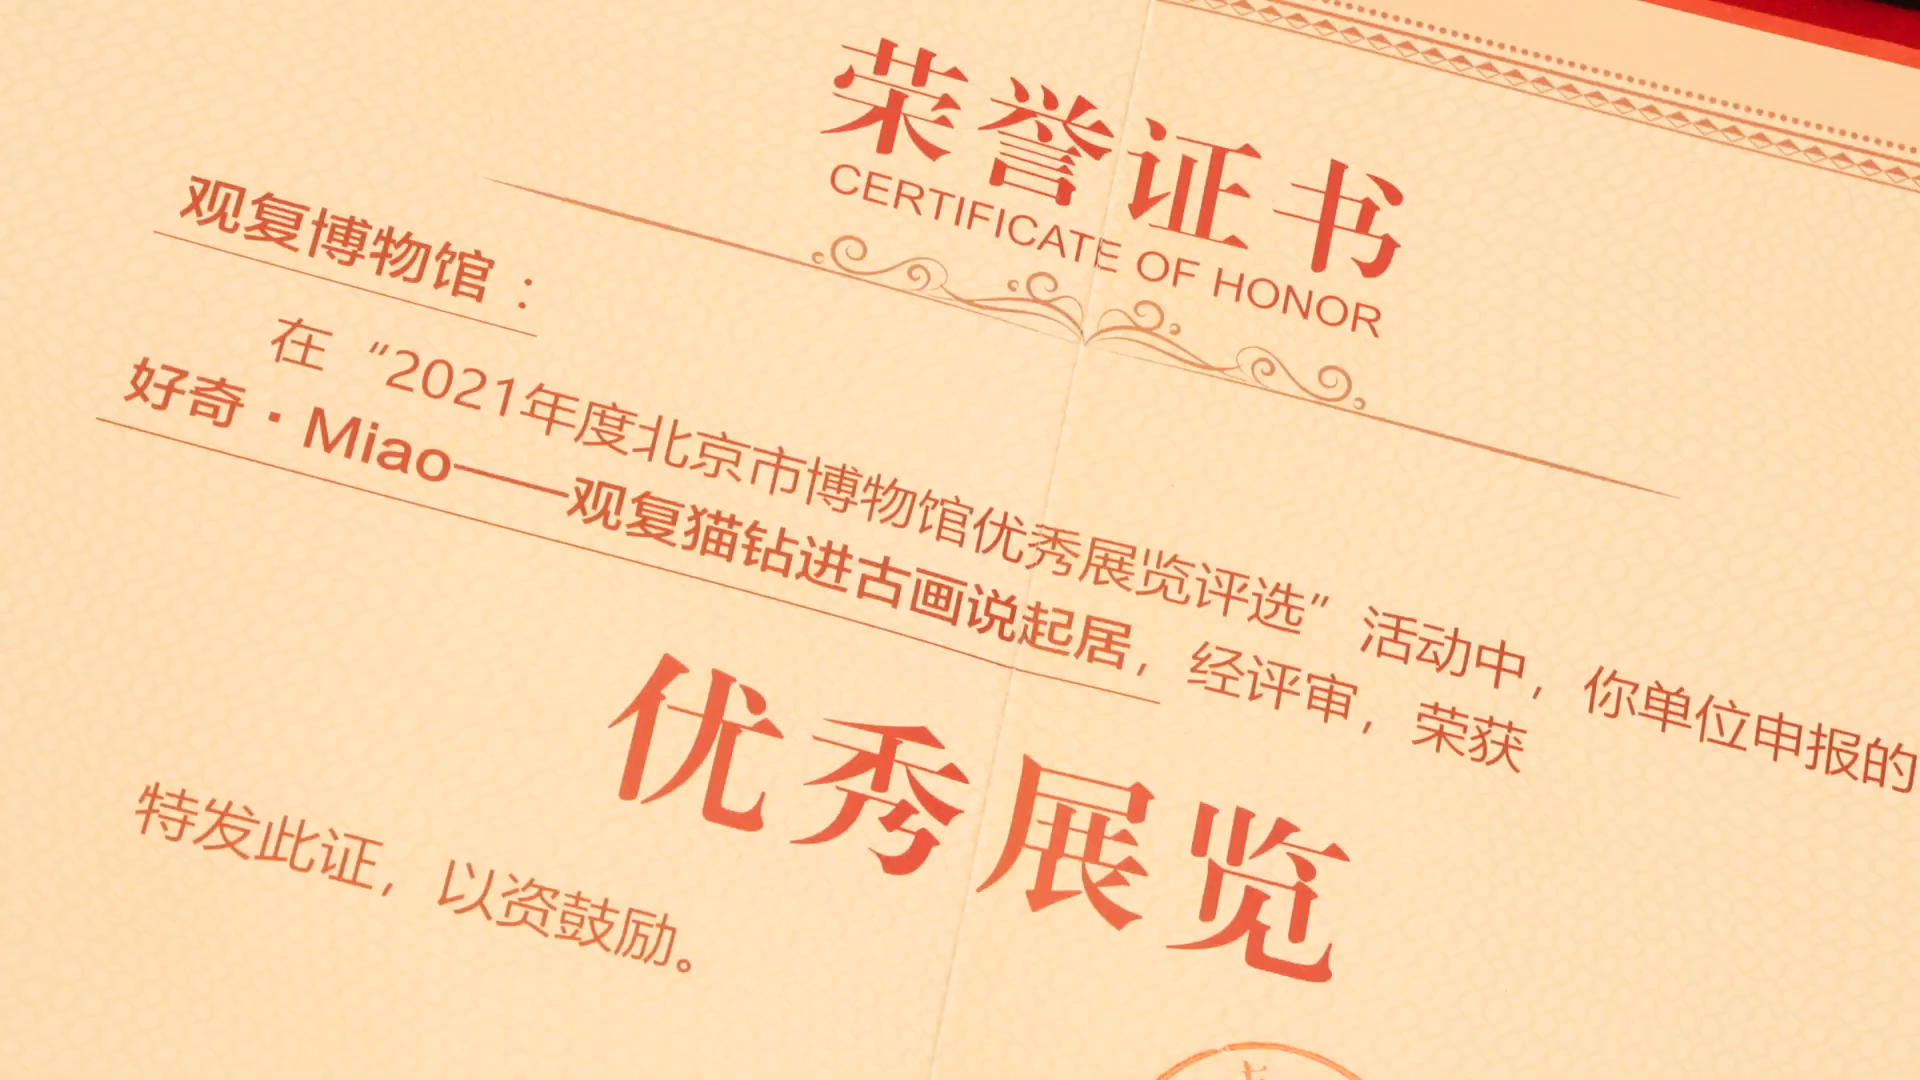 荣誉证书
CERTIFICATE OF HONOR
观复博物馆：
在“2021年度北京市博物馆优秀展览评选”活动中，你单位申报的
好奇·Miao——观复猫钻进古画说起居，经评审，荣获
优秀展览
特发此证，以资鼓励。